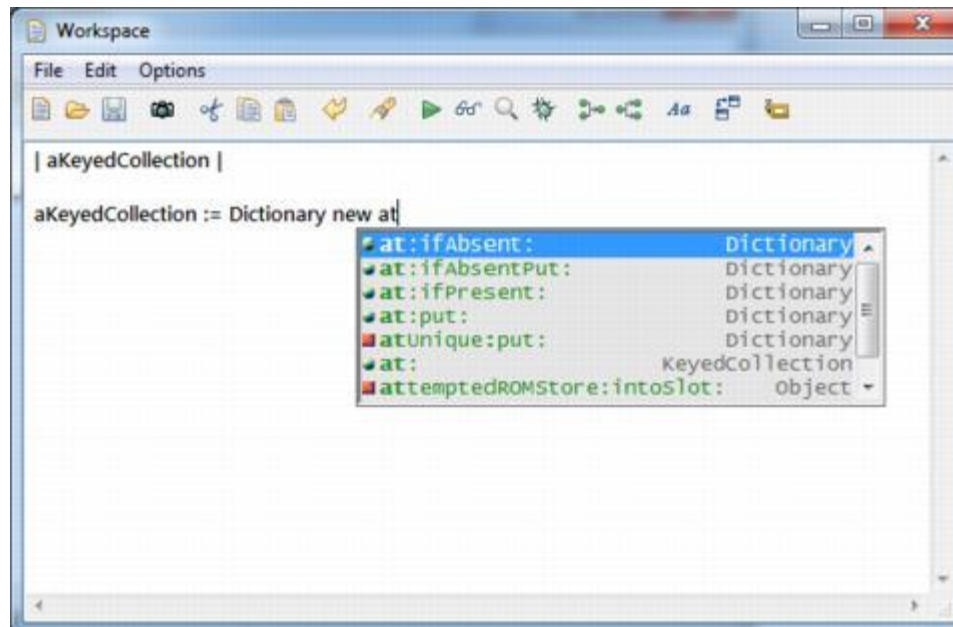 Workspace
File Edit Options
Aa
| aKeyedCollection |
aKeyedCollection := Dictionary new at
at:ifAbsent: Dictionary
at:ifAbsentPut: Dictionary
at:ifPresent: Dictionary
at:put: Dictionary
atUnique:put: Dictionary
at: KeyedCollection
attemptedROMStore:intoSlot: Object